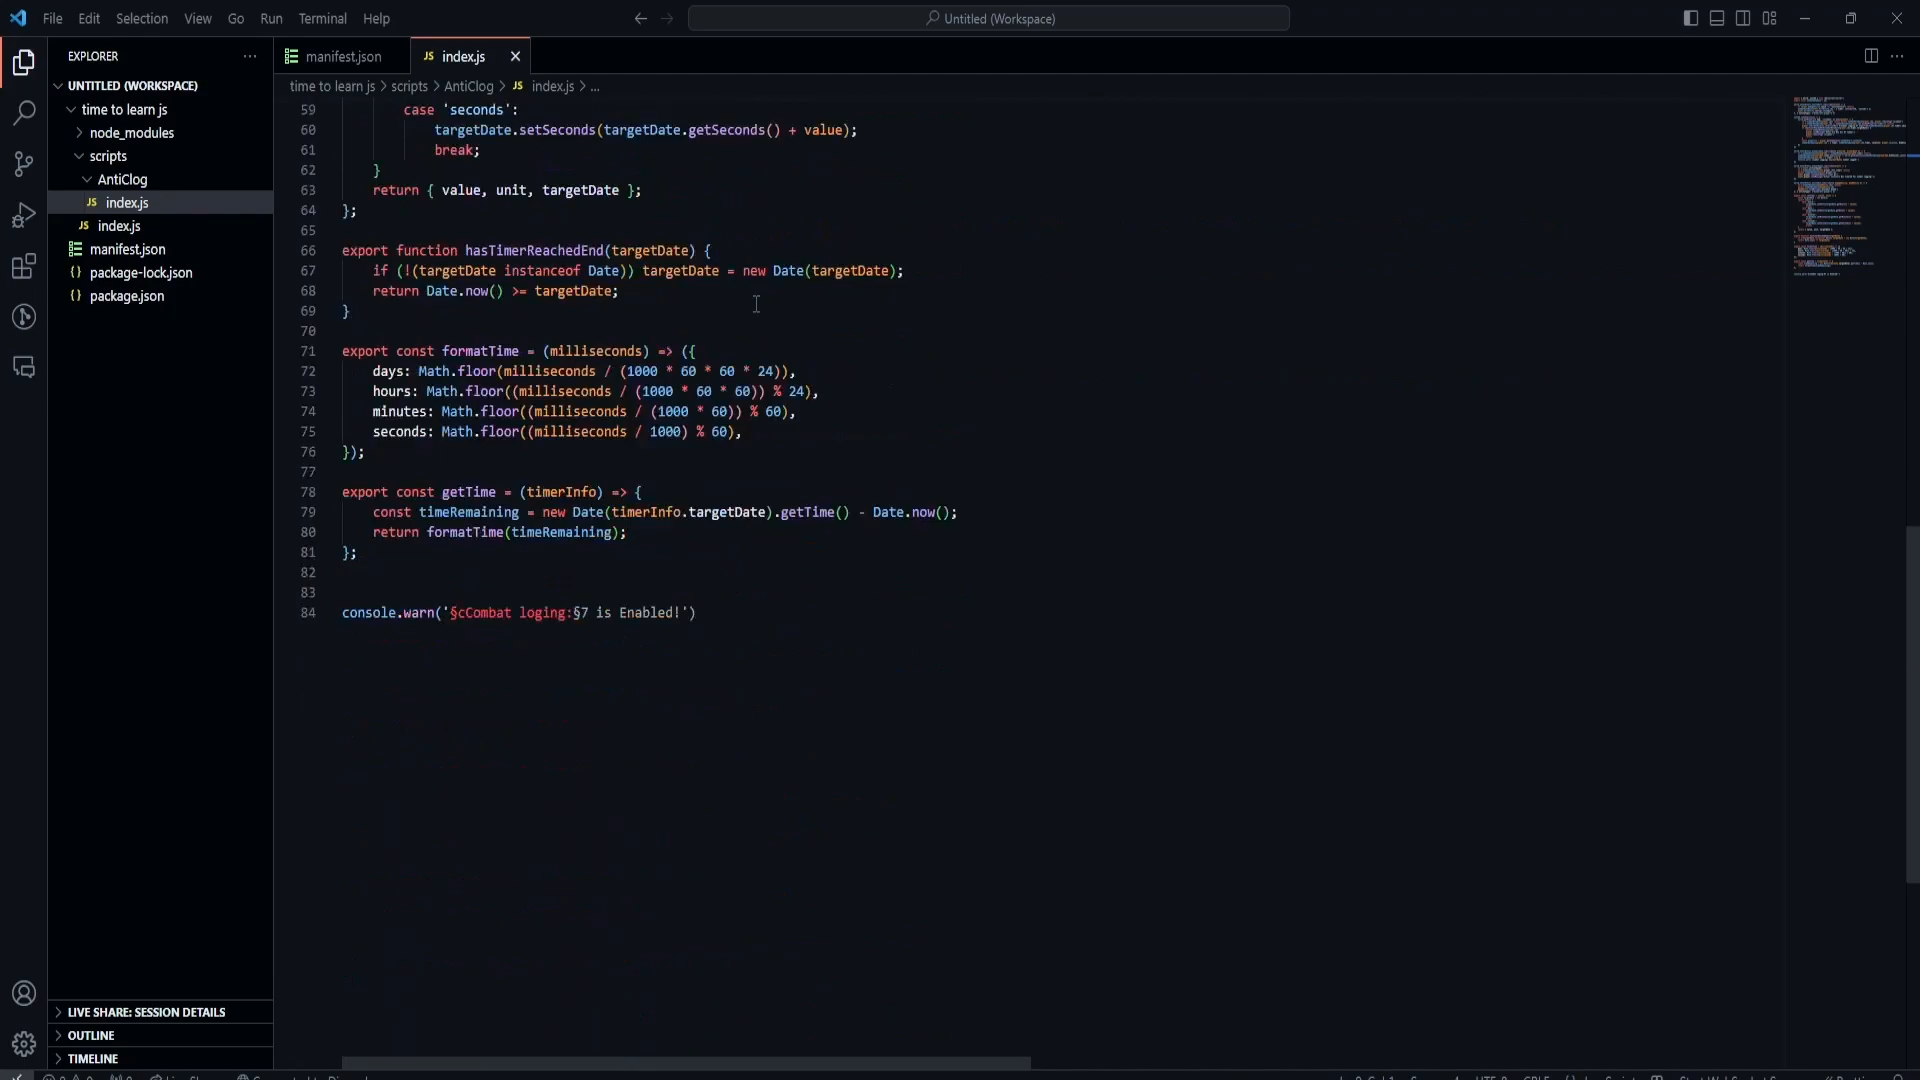 File Edit Selection View Go Run Terminal Help
Untitled (Workspace)
EXPLORER
manifest.json
JS index.js
UNTITLED (WORKSPACE)
time to learn js
node_modules
scripts
AntiClog
JS index.js
JS index.js
manifest.json
{} package-lock.json
{} package.json
LIVE SHARE: SESSION DETAILS
OUTLINE
TIMELINE
time to learn js > scripts > AntiClog > JS index.js > ...
59 case 'seconds':
60 targetDate.setSeconds(targetDate.getSeconds() + value);
61 break;
62 }
63 return { value, unit, targetDate };
64 };
65
66 export function hasTimerReachedEnd(targetDate) {
67 if (!(targetDate instanceof Date)) targetDate = new Date(targetDate);
68 return Date.now() >= targetDate;
69 }
70
71 export const formatTime = (milliseconds) => ({
72 days: Math.floor(milliseconds / (1000 * 60 * 60 * 24)),
73 hours: Math.floor((milliseconds / (1000 * 60 * 60)) % 24),
74 minutes: Math.floor((milliseconds / (1000 * 60)) % 60),
75 seconds: Math.floor((milliseconds / 1000) % 60),
76 });
77
78 export const getTime = (timerInfo) => {
79 const timeRemaining = new Date(timerInfo.targetDate).getTime() - Date.now();
80 return formatTime(timeRemaining);
81 };
82
83
84 console.warn('§cCombat loging:§7 is Enabled!')